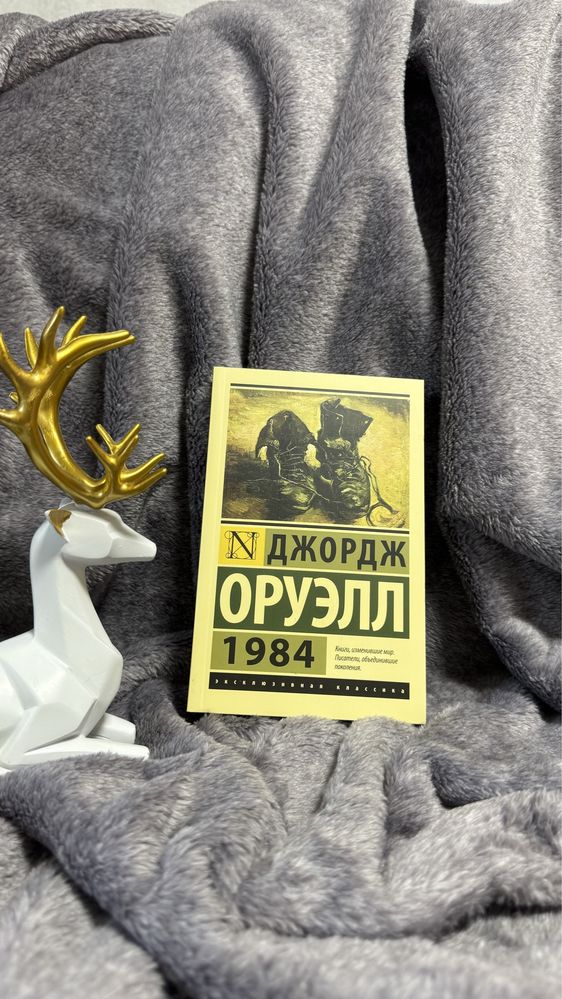 N ДЖОРДЖ
ОРУЭЛЛ
1984
Книги, изменившие мир.
Писатели, объединившие
поколения.
эксклюзивная классика